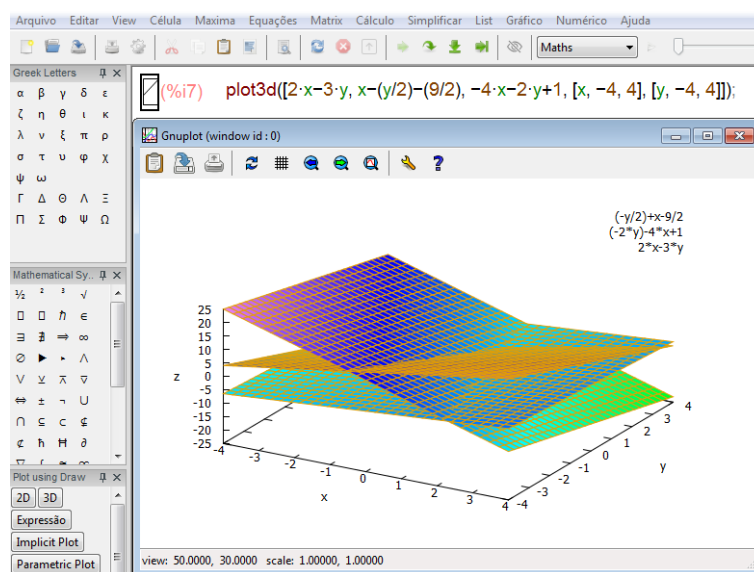 Arquivo Editar View Célula Maxima Equações Matrix Cálculo Simplificar List Gráfico Numérico Ajuda
Maths
Greek Letters
α β γ δ ε
ζ η θ ι κ
λ ν ξ π ρ
σ τ υ φ χ
ψ ω
Γ Δ Θ Λ Ξ
Π Σ Φ Ψ Ω
(%i7) plot3d([2·x−3·y, x−(y/2)−(9/2), −4·x−2·y+1, [x, −4, 4], [y, −4, 4]]);
Gnuplot (window id : 0)
(-y/2)+x-9/2
(-2*y)-4*x+1
2*x-3*y
25
20
15
10
5
0
-5
-10
-15
-20
-25
z
-4 -3 -2 -1 0 1 2 3 4
x
-4 -3 -2 -1 0 1 2 3 4
y
view: 50.0000, 30.0000 scale: 1.00000, 1.00000
Mathematical Sy..
½ ² ³ √
ℏ ∈
∃ ∄ ⇒ ∞
∅ ▶ ‣ ⋀
⋁ ⊻ ⊼ ⊽
⇔ ± ¬ ⋃
⋂ ⊆ ⊂ ⊄
⊄ ħ Ħ ∂
Plot using Draw
2D 3D
Expressão
Implicit Plot
Parametric Plot